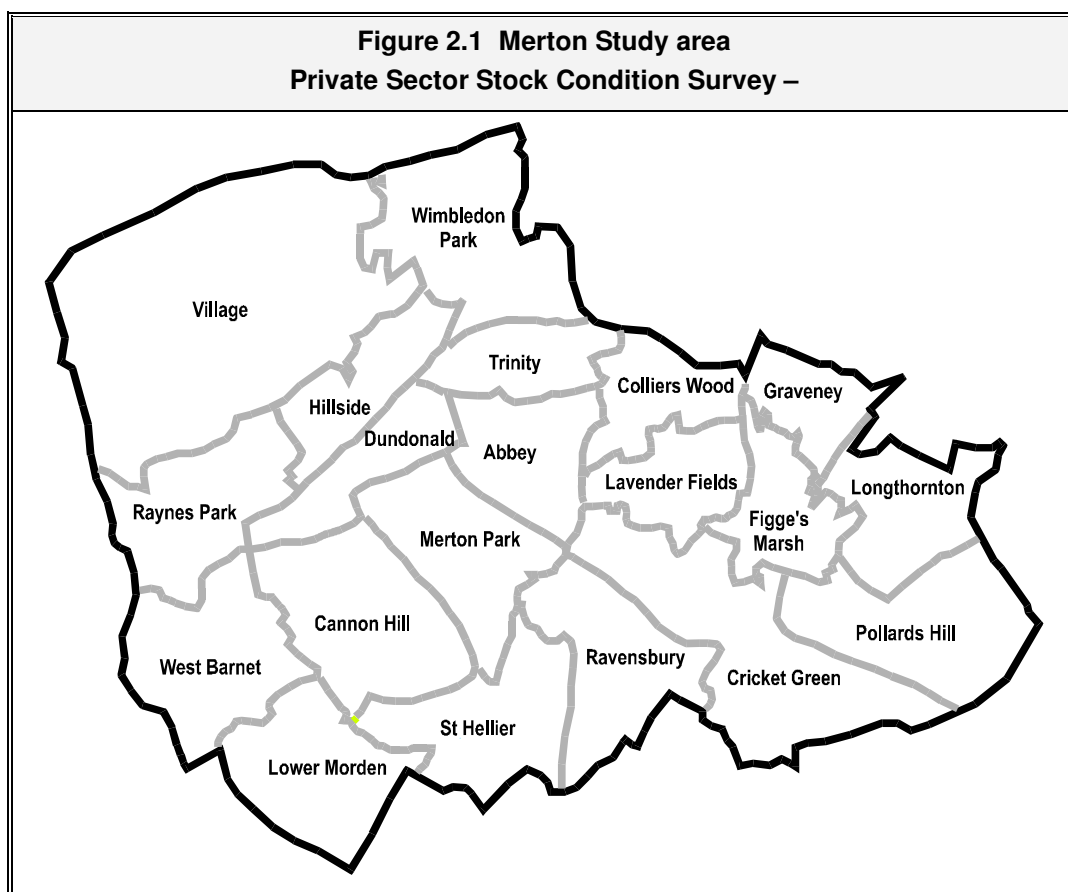 Figure 2.1 Merton Study area
Private Sector Stock Condition Survey –
Wimbledon
Park
Village
Trinity
Colliers Wood
Graveney
Hillside
Dundonald
Abbey
Lavender Fields
Longthornton
Raynes Park
Figge's
Marsh
Merton Park
Cannon Hill
Pollards Hill
West Barnet
Ravensbury
Cricket Green
St Hellier
Lower Morden